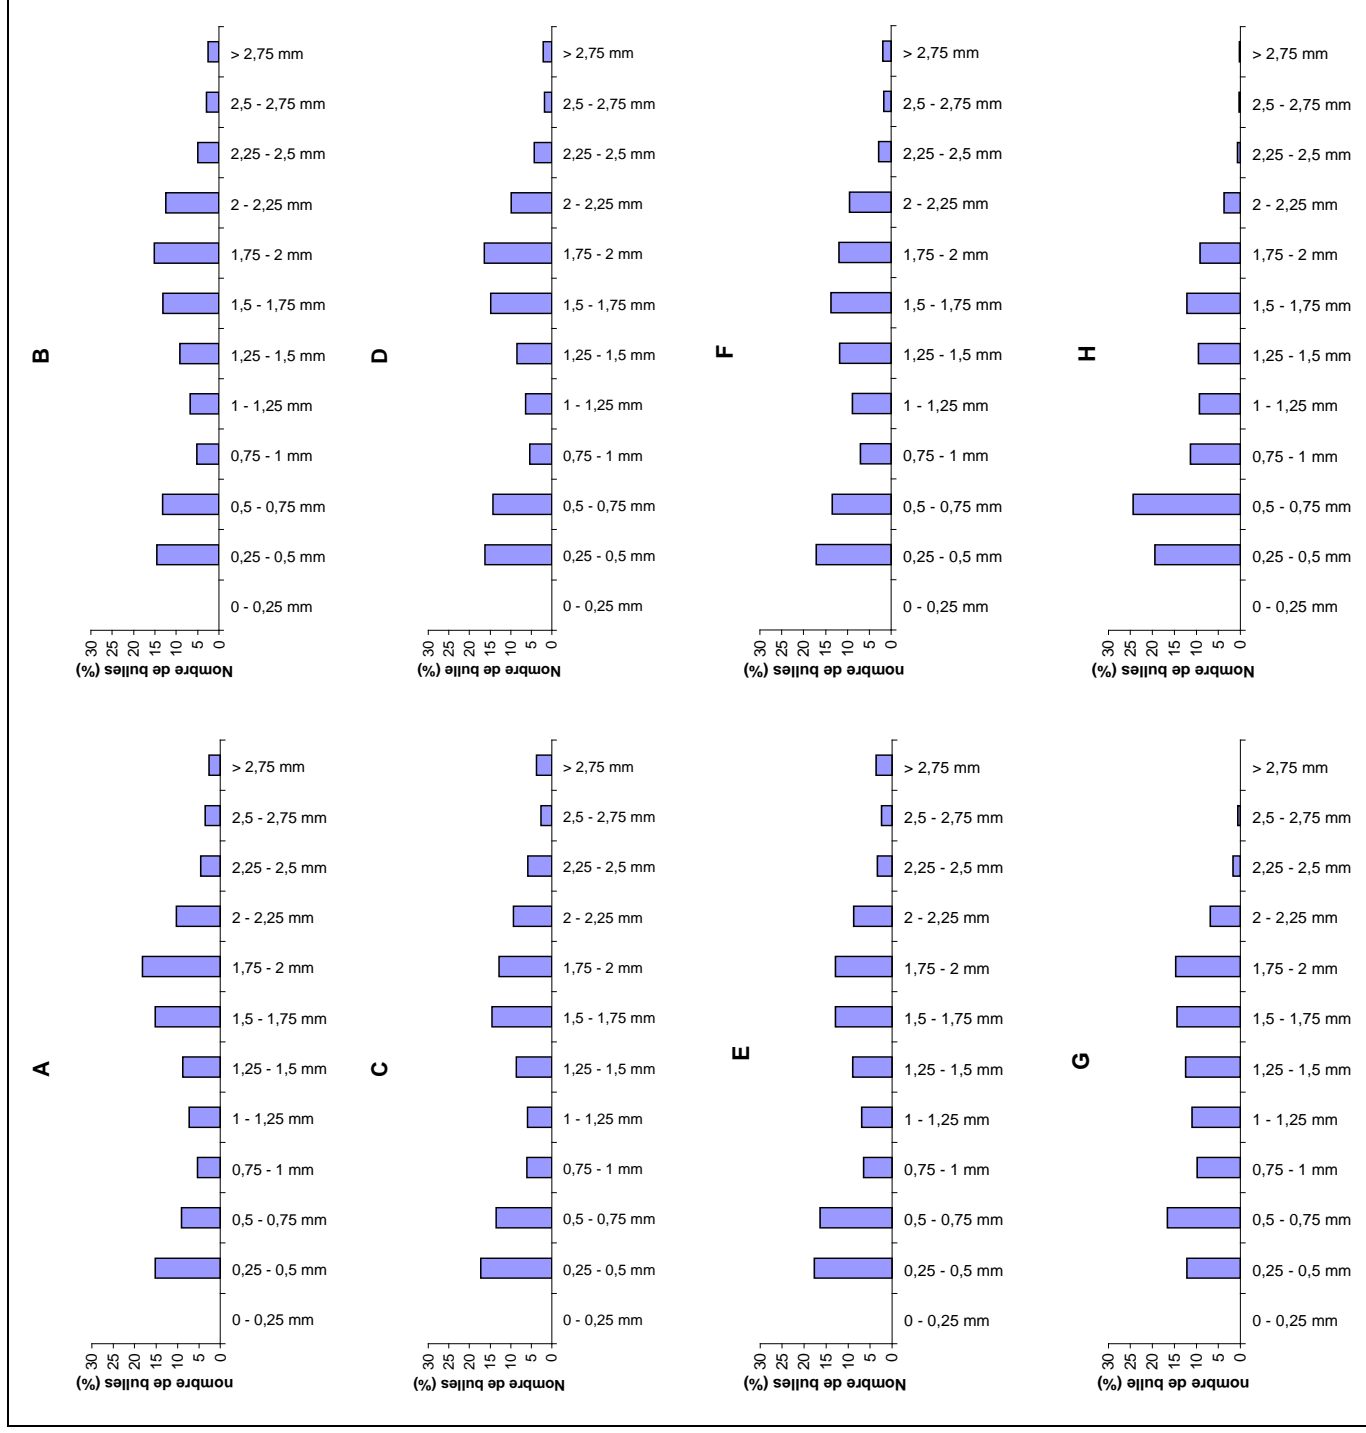 A
nombre de bulles (%)
30
25
20
15
10
5
0
0 - 0,25 mm
0,25 - 0,5 mm
0,5 - 0,75 mm
0,75 - 1 mm
1 - 1,25 mm
1,25 - 1,5 mm
1,5 - 1,75 mm
1,75 - 2 mm
2 - 2,25 mm
2,25 - 2,5 mm
2,5 - 2,75 mm
> 2,75 mm
B
Nombre de bulles (%)
30
25
20
15
10
5
0
0 - 0,25 mm
0,25 - 0,5 mm
0,5 - 0,75 mm
0,75 - 1 mm
1 - 1,25 mm
1,25 - 1,5 mm
1,5 - 1,75 mm
1,75 - 2 mm
2 - 2,25 mm
2,25 - 2,5 mm
2,5 - 2,75 mm
> 2,75 mm
C
Nombre de bulles (%)
30
25
20
15
10
5
0
0 - 0,25 mm
0,25 - 0,5 mm
0,5 - 0,75 mm
0,75 - 1 mm
1 - 1,25 mm
1,25 - 1,5 mm
1,5 - 1,75 mm
1,75 - 2 mm
2 - 2,25 mm
2,25 - 2,5 mm
2,5 - 2,75 mm
> 2,75 mm
D
Nombre de bulle (%)
30
25
20
15
10
5
0
0 - 0,25 mm
0,25 - 0,5 mm
0,5 - 0,75 mm
0,75 - 1 mm
1 - 1,25 mm
1,25 - 1,5 mm
1,5 - 1,75 mm
1,75 - 2 mm
2 - 2,25 mm
2,25 - 2,5 mm
2,5 - 2,75 mm
> 2,75 mm
E
Nombre de bulles (%)
30
25
20
15
10
5
0
0 - 0,25 mm
0,25 - 0,5 mm
0,5 - 0,75 mm
0,75 - 1 mm
1 - 1,25 mm
1,25 - 1,5 mm
1,5 - 1,75 mm
1,75 - 2 mm
2 - 2,25 mm
2,25 - 2,5 mm
2,5 - 2,75 mm
> 2,75 mm
F
nombre de bulles (%)
30
25
20
15
10
5
0
0 - 0,25 mm
0,25 - 0,5 mm
0,5 - 0,75 mm
0,75 - 1 mm
1 - 1,25 mm
1,25 - 1,5 mm
1,5 - 1,75 mm
1,75 - 2 mm
2 - 2,25 mm
2,25 - 2,5 mm
2,5 - 2,75 mm
> 2,75 mm
G
nombre de bulle (%)
30
25
20
15
10
5
0
0 - 0,25 mm
0,25 - 0,5 mm
0,5 - 0,75 mm
0,75 - 1 mm
1 - 1,25 mm
1,25 - 1,5 mm
1,5 - 1,75 mm
1,75 - 2 mm
2 - 2,25 mm
2,25 - 2,5 mm
2,5 - 2,75 mm
> 2,75 mm
H
Nombre de bulles (%)
30
25
20
15
10
5
0
0 - 0,25 mm
0,25 - 0,5 mm
0,5 - 0,75 mm
0,75 - 1 mm
1 - 1,25 mm
1,25 - 1,5 mm
1,5 - 1,75 mm
1,75 - 2 mm
2 - 2,25 mm
2,25 - 2,5 mm
2,5 - 2,75 mm
> 2,75 mm